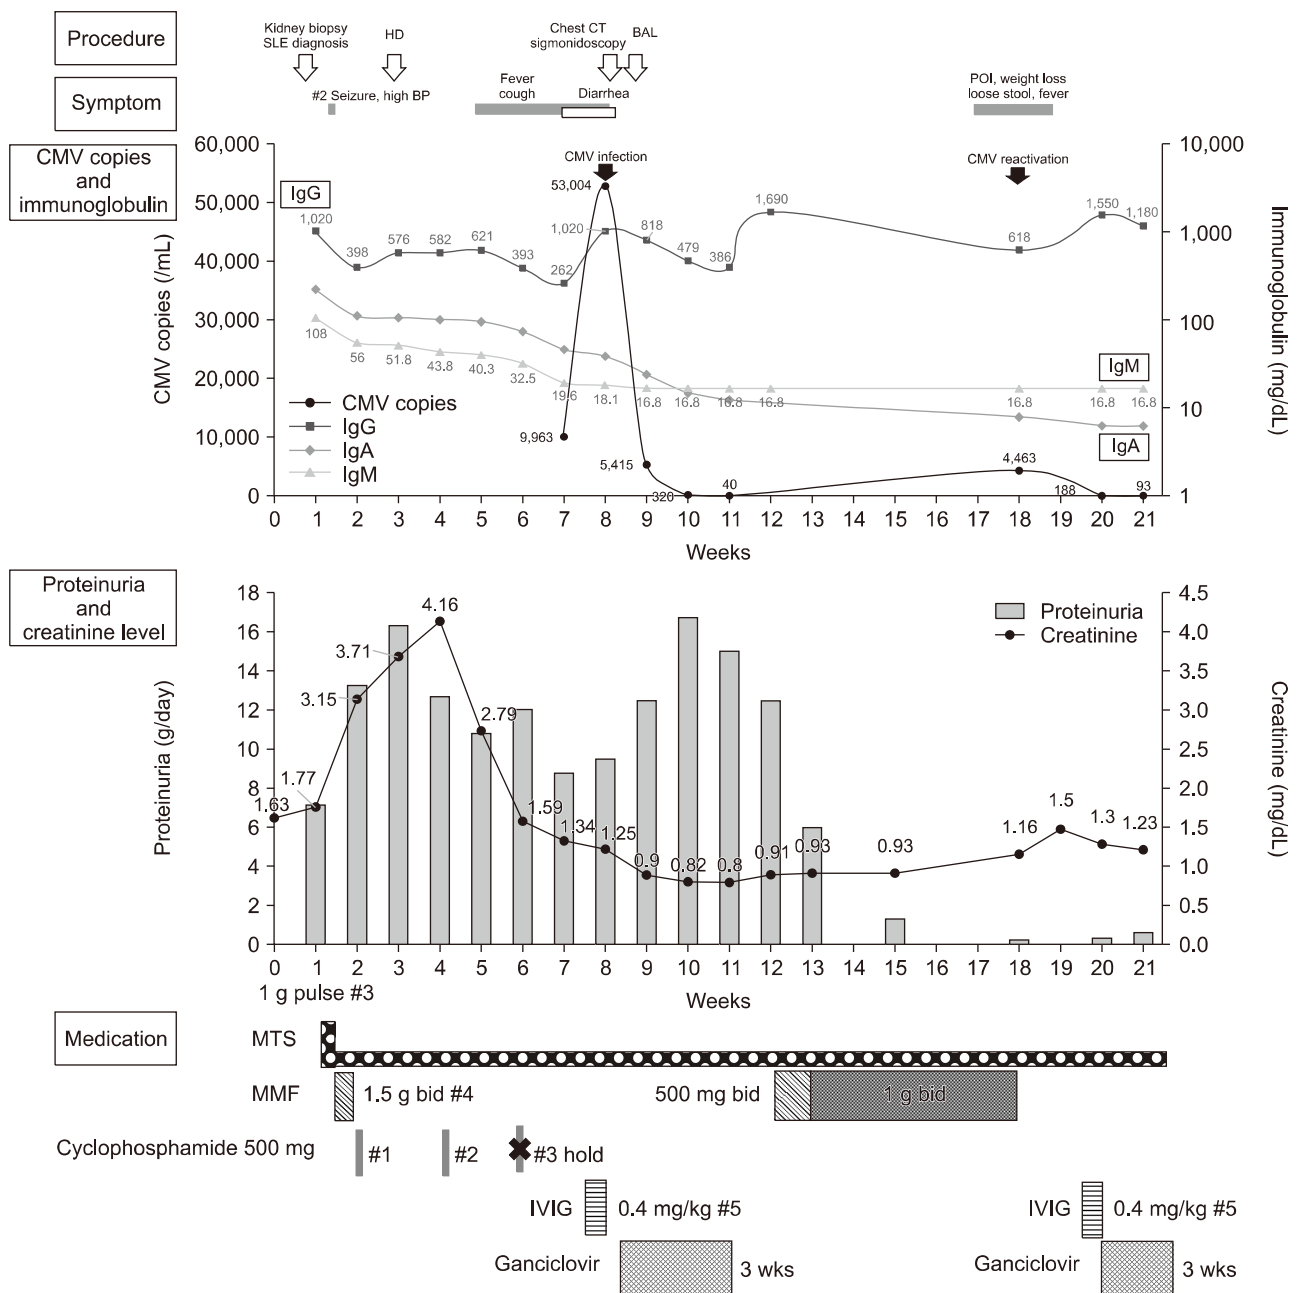 Procedure
Kidney biopsy
SLE diagnosis
HD
Chest CT
sigmonidoscopy
BAL
Symptom
#2 Seizure, high BP
Fever
cough
Diarrhea
POI, weight loss
loose stool, fever
CMV copies
and
immunoglobulin
60,000
50,000
40,000
30,000
20,000
10,000
0
CMV copies (/mL)
10,000
1,000
100
10
1
Immunoglobulin (mg/dL)
CMV infection
CMV reactivation
IgG
1,020
398
576
582
621
393
262
1,020
818
479
386
1,690
618
1,550
1,180
108
56
51.8
43.8
40.3
32.5
19.6
18.1
16.8
16.8
16.8
16.8
16.8
16.8
16.8
IgM
IgA
9,963
53,004
5,415
320
40
4,463
188
93
CMV copies
IgG
IgA
IgM
0 1 2 3 4 5 6 7 8 9 10 11 12 13 14 15 16 17 18 19 20 21
Weeks
Proteinuria
and
creatinine level
18
16
14
12
10
8
6
4
2
0
Proteinuria (g/day)
4.5
4.0
3.5
3.0
2.5
2.0
1.5
1.0
0.5
0.0
Creatinine (mg/dL)
Proteinuria
Creatinine
1.63
1.77
3.15
3.71
4.16
2.79
1.59
1.34
1.25
0.9
0.82
0.8
0.91
0.93
0.93
1.16
1.5
1.3
1.23
0 1 2 3 4 5 6 7 8 9 10 11 12 13 14 15 16 17 18 19 20 21
Weeks
1 g pulse #3
Medication
MTS
MMF
1.5 g bid #4
500 mg bid
1 g bid
Cyclophosphamide 500 mg
#1
#2
#3 hold
IVIG
0.4 mg/kg #5
IVIG
0.4 mg/kg #5
Ganciclovir
3 wks
Ganciclovir
3 wks